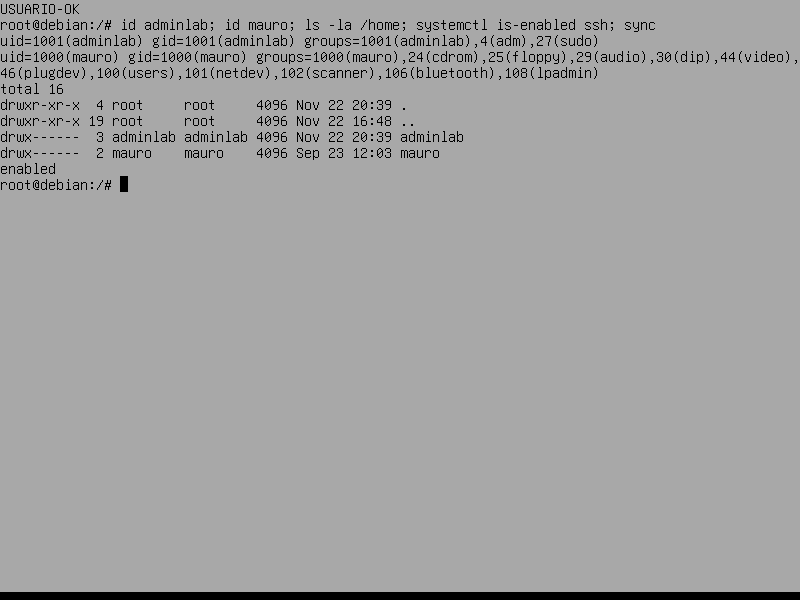 USUARIO-OK
root@debian:/# id adminlab; id mauro; ls -la /home; systemctl is-enabled ssh; sync
uid=1001(adminlab) gid=1001(adminlab) groups=1001(adminlab),4(adm),27(sudo)
uid=1000(mauro) gid=1000(mauro) groups=1000(mauro),24(cdrom),25(floppy),29(audio),30(dip),44(video),
46(plugdev),100(users),101(netdev),102(scanner),106(bluetooth),108(lpadmin)
total 16
drwxr-xr-x  4 root     root     4096 Nov 22 20:39 .
drwxr-xr-x 19 root     root     4096 Nov 22 16:48 ..
drwx------  3 adminlab adminlab 4096 Nov 22 20:39 adminlab
drwx------  2 mauro    mauro    4096 Sep 23 12:03 mauro
enabled
root@debian:/#